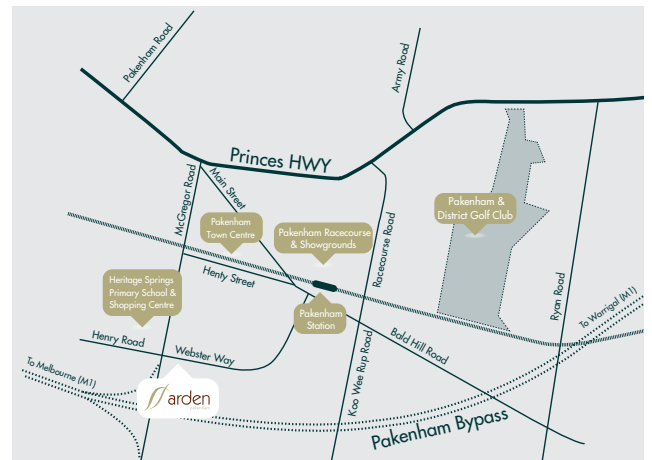 Pakenham Road
Army Road
Princes HWY
Main Street
McGregor Road
Pakenham &
District Golf Club
Pakenham
Town Centre
Pakenham Racecourse
& Showgrounds
Racecourse Road
Henty Street
Heritage Springs
Primary School &
Shopping Centre
Ryan Road
To Warrigal (M1)
Pakenham
Station
Henry Road
Webster Way
Bald Hill Road
Koo Wee Rup Road
To Melbourne (M1)
arden
Pakenham Bypass